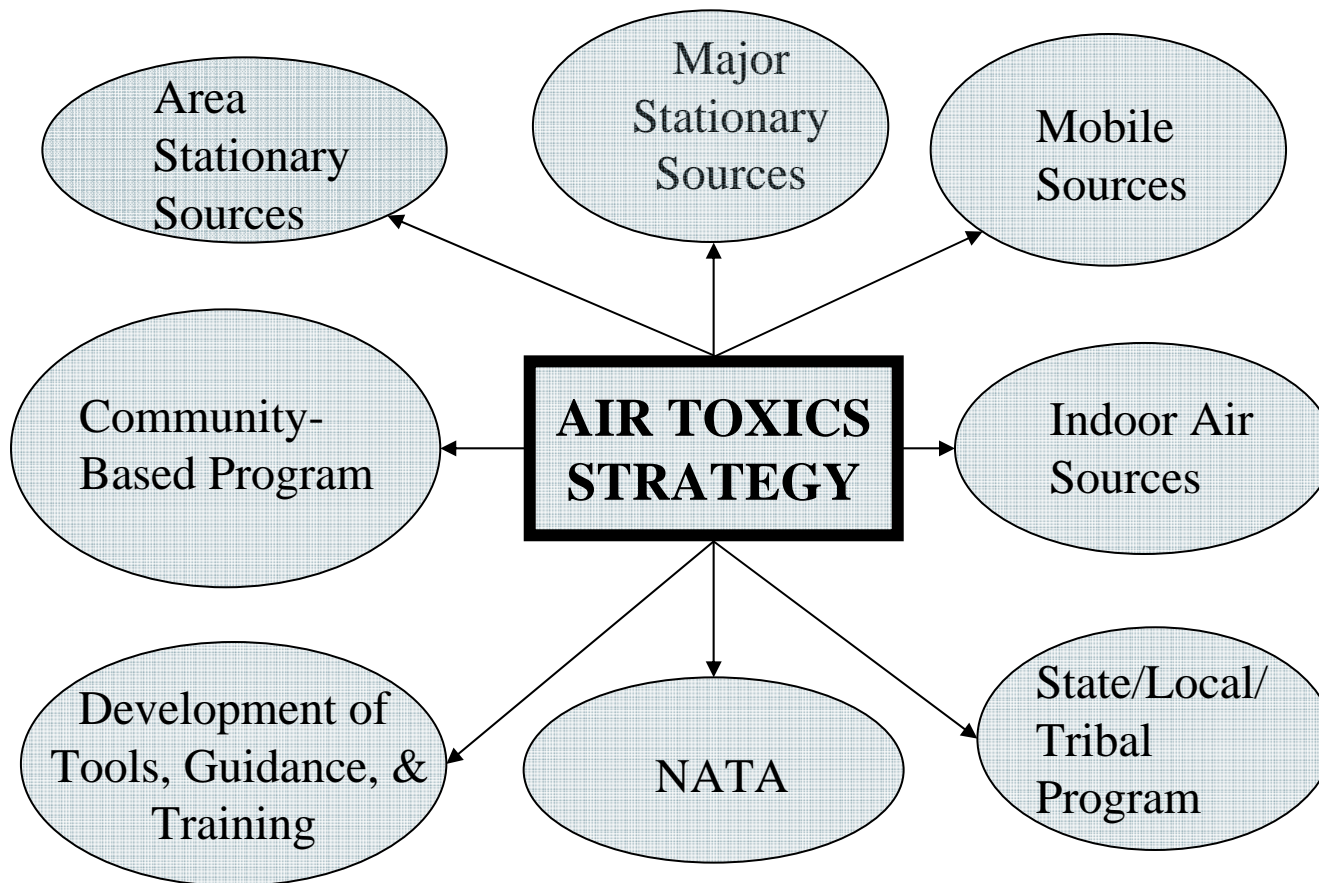 Area
Stationary
Sources
Major
Stationary
Sources
Mobile
Sources
Community-
Based Program
AIR TOXICS
STRATEGY
Indoor Air
Sources
Development of
Tools, Guidance, &
Training
NATA
State/Local/
Tribal
Program